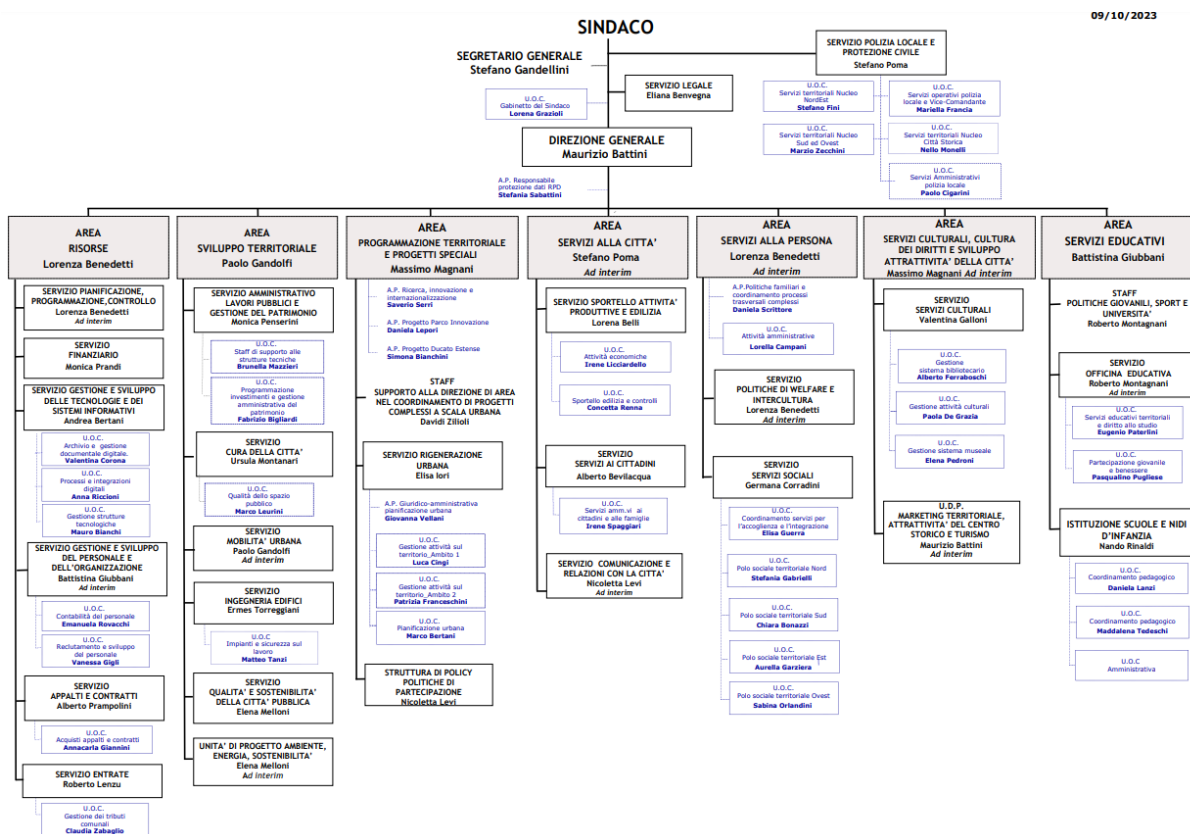 09/10/2023
SINDACO
SEGRETARIO GENERALE
Stefano Gandellini
SERVIZIO POLIZIA LOCALE E
PROTEZIONE CIVILE
Stefano Poma
SERVIZIO LEGALE
Eliana Benvegna
U.O.C.
Gabinetto del Sindaco
Lorena Grazioli
U.O.C.
Servizi territoriali Nucleo
NordEst
Stefano Fini
U.O.C.
Servizi operativi polizia
locale e Vice-Comandante
Mariella Francia
U.O.C.
Servizi territoriali Nucleo
Sud ed Ovest
Marzio Zecchini
U.O.C.
Servizi territoriali Nucleo
Città Storica
Nello Monelli
U.O.C.
Servizi Amministrativi
polizia locale
Paolo Cigarini
DIREZIONE GENERALE
Maurizio Battini
A.P. Responsabile
protezione dati RPD
Stefania Sabattini
AREA
RISORSE
Lorenza Benedetti
SERVIZIO PIANIFICAZIONE,
PROGRAMMAZIONE,CONTROLLO
Lorenza Benedetti
Ad interim
SERVIZIO
FINANZIARIO
Monica Prandi
SERVIZIO GESTIONE E SVILUPPO
DELLE TECNOLOGIE E DEI
SISTEMI INFORMATIVI
Andrea Bertani
U.O.C.
Archivio e gestione
documentale digitale.
Valentina Corona
U.O.C.
Processi e integrazioni
digitali
Anna Riccioni
U.O.C.
Gestione strutture
tecnologiche
Mauro Bianchi
SERVIZIO GESTIONE E SVILUPPO
DEL PERSONALE E
DELL'ORGANIZZAZIONE
Battistina Giubbani
Ad interim
U.O.C.
Contabilità del personale
Emanuela Rovacchi
U.O.C.
Reclutamento e sviluppo
del personale
Vanessa Gigli
SERVIZIO
APPALTI E CONTRATTI
Alberto Prampolini
U.O.C.
Acquisti appalti e contratti
Annacarla Giannini
SERVIZIO ENTRATE
Roberto Lenzu
U.O.C.
Gestione dei tributi
comunali
Claudia Zabaglio
AREA
SVILUPPO TERRITORIALE
Paolo Gandolfi
SERVIZIO AMMINISTRATIVO
LAVORI PUBBLICI E
GESTIONE DEL PATRIMONIO
Monica Penserini
U.O.C.
Staff di supporto alle
strutture tecniche
Brunella Mazzieri
U.O.C.
Programmazione
investimenti e gestione
amministrativa del
patrimonio
Fabrizio Bigliardi
SERVIZIO
CURA DELLA CITTA'
Ursula Montanari
U.O.C.
Qualità dello spazio
pubblico
Marco Leurini
SERVIZIO
MOBILITA' URBANA
Paolo Gandolfi
Ad interim
SERVIZIO
INGEGNERIA EDIFICI
Ermes Torreggiani
U.O.C
Impianti e sicurezza sul
lavoro
Matteo Tanzi
SERVIZIO
QUALITA' E SOSTENIBILITA'
DELLA CITTA' PUBBLICA
Elena Melloni
UNITA' DI PROGETTO AMBIENTE,
ENERGIA, SOSTENIBILITA'
Elena Melloni
Ad interim
AREA
PROGRAMMAZIONE TERRITORIALE
E PROGETTI SPECIALI
Massimo Magnani
A.P. Ricerca, innovazione e
internazionalizzazione
Saverio Serri
A.P. Progetto Parco Innovazione
Daniela Lepori
A.P. Progetto Ducato Estense
Simona Bianchini
STAFF
SUPPORTO ALLA DIREZIONE DI AREA
NEL COORDINAMENTO DI PROGETTI
COMPLESSI A SCALA URBANA
Davidi Zilioli
SERVIZIO RIGENERAZIONE
URBANA
Elisa Iori
A.P. Giuridico-amministrativa
pianificazione urbana
Giovanna Vellani
U.O.C.
Gestione attività sul
territorio_Ambito 1
Luca Cingi
U.O.C.
Gestione attività sul
territorio_Ambito 2
Patrizia Franceschini
U.O.C.
Pianificazione urbana
Marco Bertani
STRUTTURA DI POLICY
POLITICHE DI
PARTECIPAZIONE
Nicoletta Levi
AREA
SERVIZI ALLA CITTA'
Stefano Poma
Ad interim
SERVIZIO SPORTELLO ATTIVITA'
PRODUTTIVE E EDILIZIA
Lorena Belli
U.O.C.
Attività economiche
Irene Licciardello
U.O.C.
Sportello edilizia e controlli
Concetta Renna
SERVIZIO
SERVIZI AI CITTADINI
Alberto Bevilacqua
U.O.C.
Servizi amm.vi ai
cittadini e alle famiglie
Irene Spaggiari
SERVIZIO COMUNICAZIONE E
RELAZIONI CON LA CITTA'
Nicoletta Levi
Ad interim
AREA
SERVIZI ALLA PERSONA
Lorenza Benedetti
Ad interim
A.P.Politiche familiari e
coordinamento processi
trasversali complessi
Daniela Scrittore
U.O.C.
Attività amministrative
Lorella Campani
SERVIZIO
POLITICHE DI WELFARE E
INTERCULTURA
Lorenza Benedetti
Ad interim
SERVIZIO
SERVIZI SOCIALI
Germana Corradini
U.O.C.
Coordinamento servizi per
l'accoglienza e l'integrazione
Elisa Guerra
U.O.C.
Polo sociale territoriale Nord
Stefania Gabrielli
U.O.C.
Polo sociale territoriale Sud
Chiara Bonazzi
U.O.C.
Polo sociale territoriale Est
Aurella Garziera
U.O.C.
Polo sociale territoriale Ovest
Sabina Orlandini
AREA
SERVIZI CULTURALI, CULTURA
DEI DIRITTI E SVILUPPO
ATTRATTIVITA' DELLA CITTA'
Massimo Magnani Ad interim
SERVIZIO
SERVIZI CULTURALI
Valentina Galloni
U.O.C.
Gestione
sistema bibliotecario
Alberto Ferraboschi
U.O.C.
Gestione attività culturali
Paola De Grazia
U.O.C.
Gestione sistema museale
Elena Pedroni
U.D.P.
MARKETING TERRITORIALE,
ATTRATTIVITA' DEL CENTRO
STORICO E TURISMO
Maurizio Battini
Ad interim
AREA
SERVIZI EDUCATIVI
Battistina Giubbani
STAFF
POLITICHE GIOVANILI, SPORT E
UNIVERSITA'
Roberto Montagnani
SERVIZIO
OFFICINA EDUCATIVA
Roberto Montagnani
Ad interim
U.O.C.
Servizi educativi territoriali
e diritto allo studio
Eugenio Paterlini
U.O.C.
Partecipazione giovanile
e benessere
Pasqualino Pugliese
ISTITUZIONE SCUOLE E NIDI
D'INFANZIA
Nando Rinaldi
U.O.C.
Coordinamento pedagogico
Daniela Lanzi
U.O.C.
Coordinamento pedagogico
Maddalena Tedeschi
U.O.C
Amministrativa